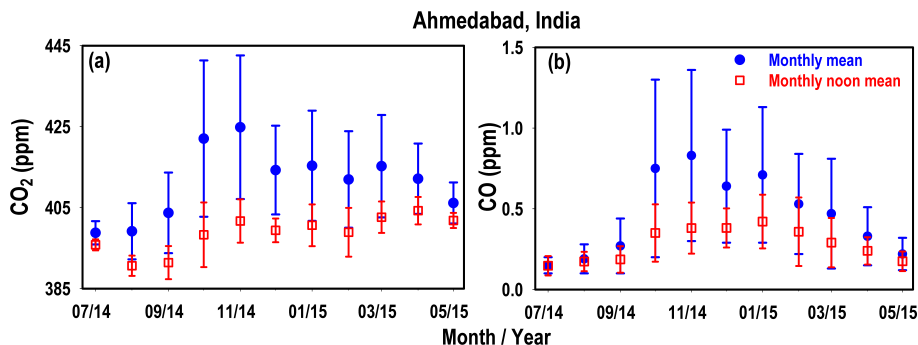 Ahmedabad, India
(a)
445
425
405
385
CO₂ (ppm)
07/14 09/14 11/14 01/15 03/15 05/15
(b)
Monthly mean
Monthly noon mean
1.5
1.0
0.5
0.0
CO (ppm)
07/14 09/14 11/14 01/15 03/15 05/15
Month / Year